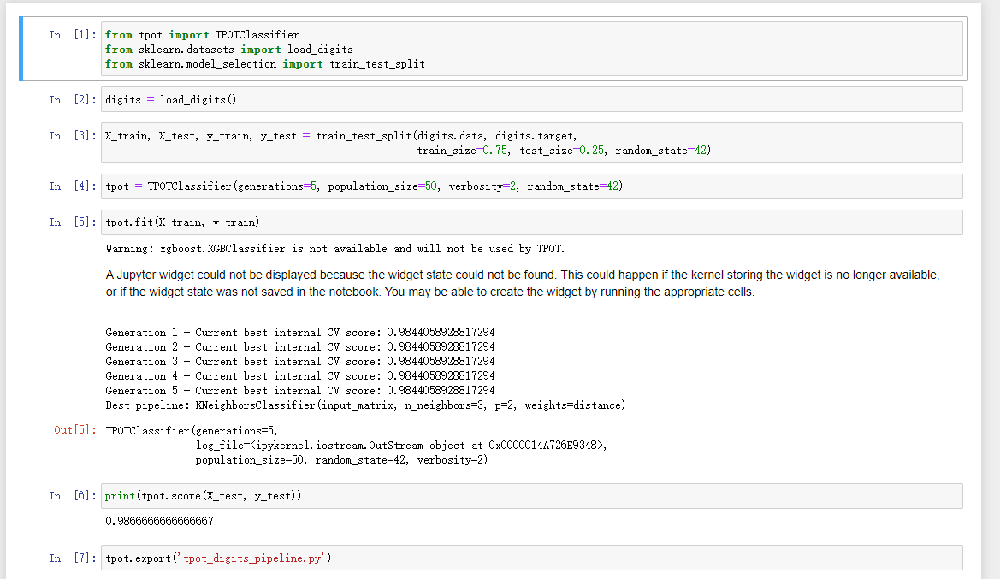 In [1]: from tpot import TPOTClassifier
from sklearn.datasets import load_digits
from sklearn.model_selection import train_test_split
In [2]: digits = load_digits()
In [3]: X_train, X_test, y_train, y_test = train_test_split(digits.data, digits.target,
train_size=0.75, test_size=0.25, random_state=42)
In [4]: tpot = TPOTClassifier(generations=5, population_size=50, verbosity=2, random_state=42)
In [5]: tpot.fit(X_train, y_train)
Warning: xgboost.XGBClassifier is not available and will not be used by TPOT.
A Jupyter widget could not be displayed because the widget state could not be found. This could happen if the kernel storing the widget is no longer available,
or if the widget state was not saved in the notebook. You may be able to create the widget by running the appropriate cells.
Generation 1 - Current best internal CV score: 0.9844058928817294
Generation 2 - Current best internal CV score: 0.9844058928817294
Generation 3 - Current best internal CV score: 0.9844058928817294
Generation 4 - Current best internal CV score: 0.9844058928817294
Generation 5 - Current best internal CV score: 0.9844058928817294
Best pipeline: KNeighborsClassifier(input_matrix, n_neighbors=3, p=2, weights=distance)
Out[5]: TPOTClassifier(generations=5,
log_file=<ipykernel.iostream.OutStream object at 0x0000014A726E9348>,
population_size=50, random_state=42, verbosity=2)
In [6]: print(tpot.score(X_test, y_test))
0.9866666666666667
In [7]: tpot.export('tpot_digits_pipeline.py')